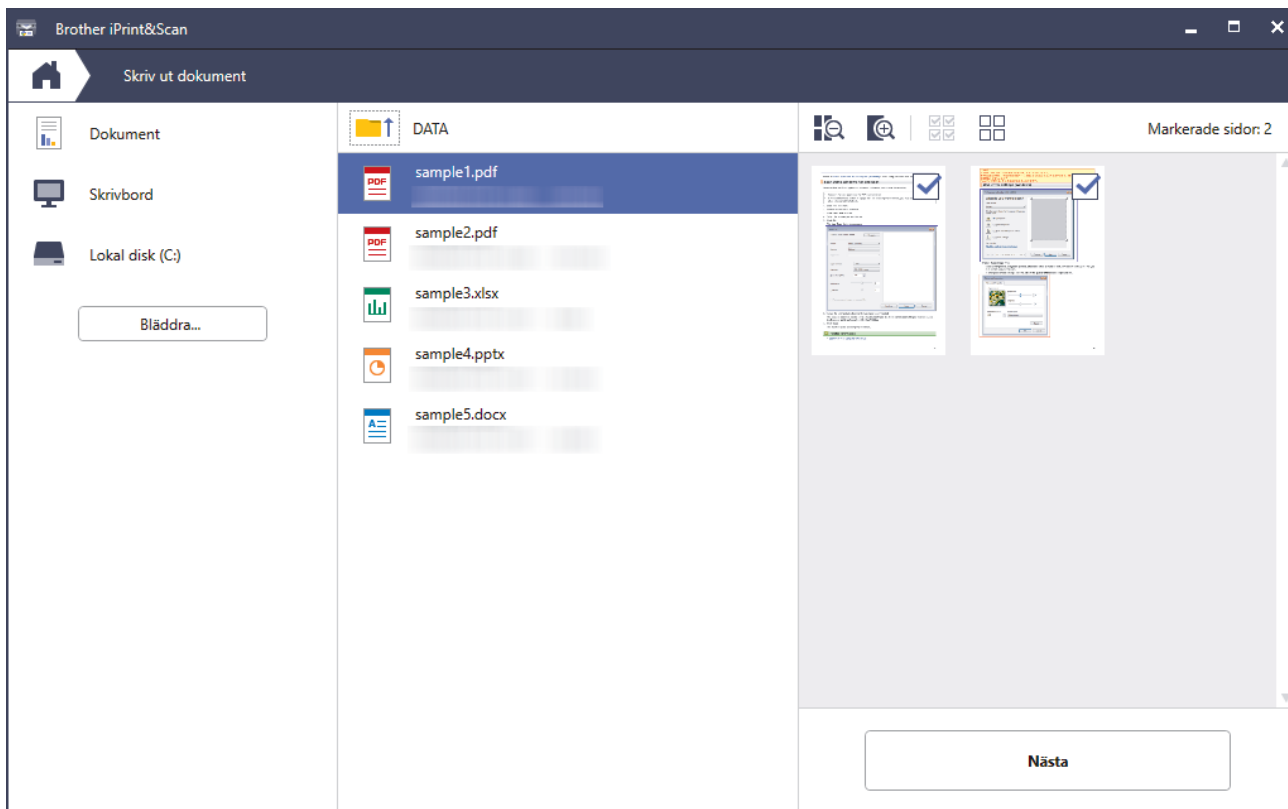 Brother iPrint&Scan
Skriv ut dokument
Dokument
Skrivbord
Lokal disk (C:)
Bläddra...
DATA
PDF
sample1.pdf
PDF
sample2.pdf
sample3.xlsx
sample4.pptx
A
sample5.docx
Markerade sidor: 2
Nästa